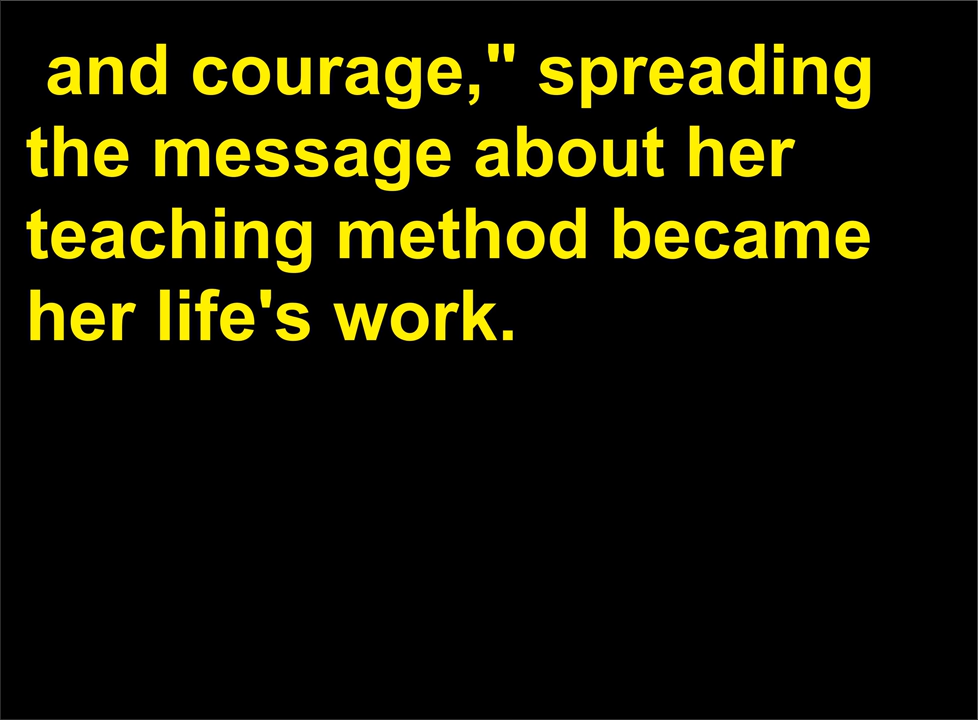 and courage," spreading
the message about her
teaching method became
her life's work.